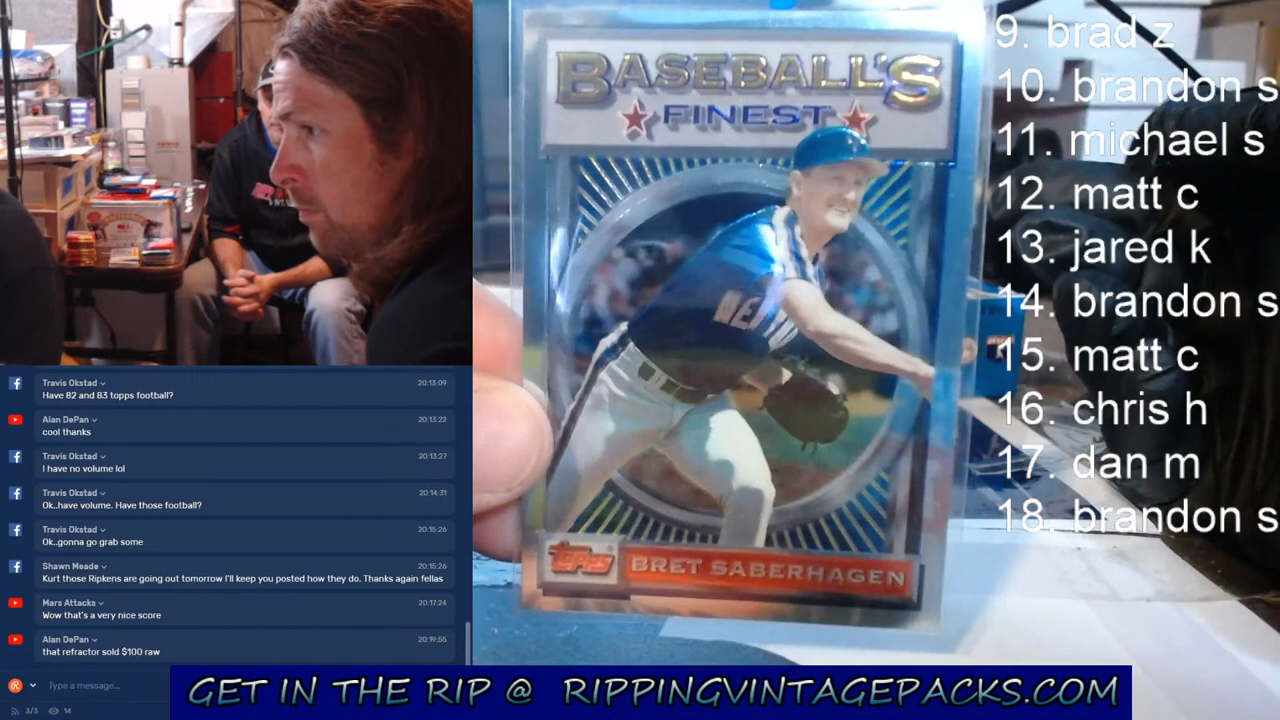 BASEBALL'S
FINEST
NEW YORK
TOPPS
BRET SABERHAGEN
9. brad z
10. brandon s
11. michael s
12. matt c
13. jared k
14. brandon s
15. matt c
16. chris h
17. dan m
18. brandon s
Travis Okstad 20:13:09
Have 82 and 83 topps football?
Alan DePan 20:13:22
cool thanks
Travis Okstad 20:13:27
I have no volume lol
Travis Okstad 20:14:31
Ok..have volume. Have those football?
Travis Okstad 20:15:26
Ok..gonna go grab some
Shawn Meade 20:15:26
Kurt those Ripkens are going out tomorrow I'll keep you posted how they do. Thanks again fellas
Mars Attacks 20:17:24
Wow that's a very nice score
Alan DePan 20:19:55
that refractor sold $100 raw
Type a message...
3/3 14
GET IN THE RIP @ RIPPINGVINTAGEPACKS.COM